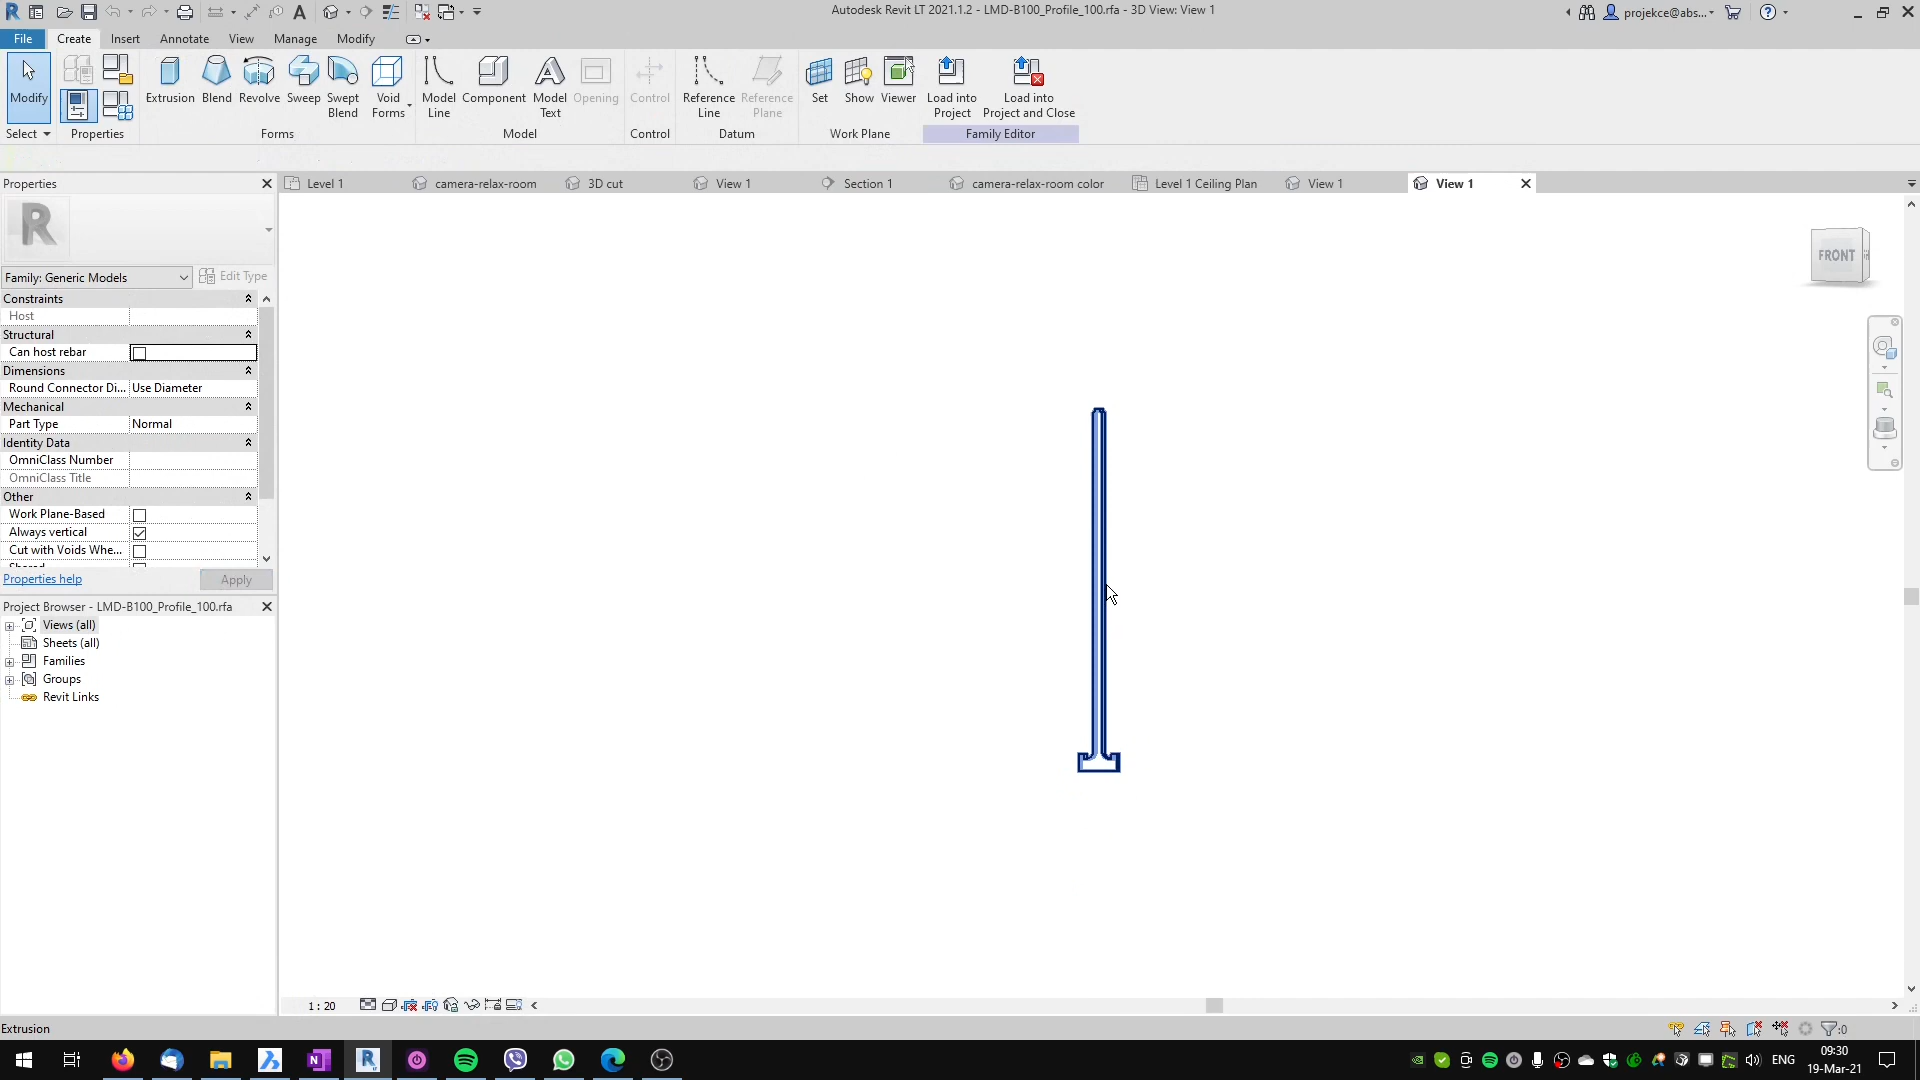 Autodesk Revit LT 2021.1.2 - LMD-B100_Profile_100.rfa - 3D View: View 1
projekce@abs...
File Create Insert Annotate View Manage Modify
Modify
Extrusion Blend Revolve Sweep Swept Blend Void Forms
Model Line Component Model Text Opening Control
Reference Line Reference Plane
Set Show Viewer
Load into Project Load into Project and Close
Select Properties Forms Model Control Datum Work Plane Family Editor
Properties
Level 1 camera-relax-room 3D cut View 1 Section 1 camera-relax-room color Level 1 Ceiling Plan View 1 View 1
R
FRONT
Family: Generic Models Edit Type
Constraints
Host
Structural
Can host rebar
Dimensions
Round Connector Di... Use Diameter
Mechanical
Part Type Normal
Identity Data
OmniClass Number
OmniClass Title
Other
Work Plane-Based
Always vertical
Cut with Voids Whe...
Shared
Properties help Apply
Project Browser - LMD-B100_Profile_100.rfa
Views (all)
Sheets (all)
Families
Groups
Revit Links
1 : 20
Extrusion
:0
ENG
09:30
19-Mar-21